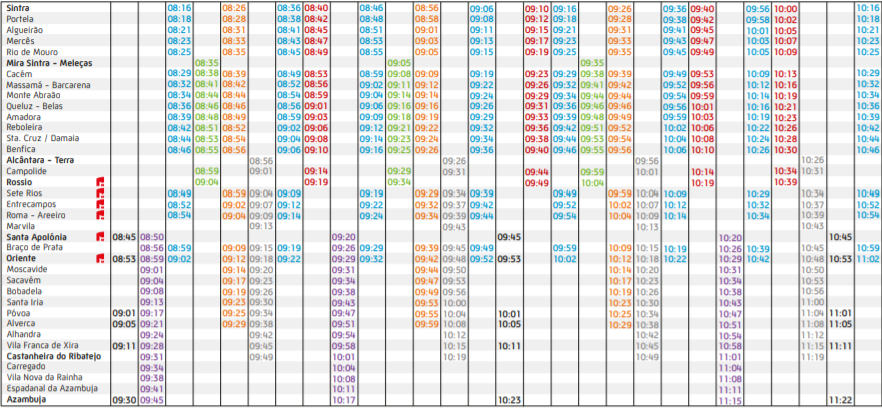 Sintra 08:16 08:26 08:36 08:40 08:46 08:56 09:06 09:10 09:16 09:26 09:36 09:40 09:56 10:00 10:16
Portela 08:18 08:28 08:38 08:42 08:48 08:58 09:08 09:12 09:18 09:28 09:38 09:42 09:58 10:02 10:18
Algueirão 08:21 08:31 08:41 08:45 08:51 09:01 09:11 09:15 09:21 09:31 09:41 09:45 10:01 10:05 10:21
Mercês 08:23 08:33 08:43 08:47 08:53 09:03 09:13 09:17 09:23 09:33 09:43 09:47 10:03 10:07 10:23
Rio de Mouro 08:25 08:35 08:45 08:49 08:55 09:05 09:15 09:19 09:25 09:35 09:45 09:49 10:05 10:09 10:25
Mira Sintra - Meleças 08:35 09:05 09:35
Cacém 08:29 08:38 08:39 08:49 08:53 08:59 09:08 09:09 09:19 09:23 09:29 09:38 09:39 09:49 09:53 10:09 10:13 10:29
Massamá - Barcarena 08:32 08:41 08:42 08:52 08:56 09:02 09:11 09:12 09:22 09:26 09:32 09:41 09:42 09:52 09:56 10:12 10:16 10:32
Monte Abraão 08:34 08:44 08:44 08:54 08:59 09:04 09:14 09:14 09:24 09:29 09:34 09:44 09:44 09:54 09:59 10:14 10:19 10:34
Queluz - Belas 08:36 08:46 08:46 08:56 09:01 09:06 09:16 09:16 09:26 09:31 09:36 09:46 09:46 09:56 10:01 10:16 10:21 10:36
Amadora 08:39 08:48 08:49 08:59 09:03 09:09 09:18 09:19 09:29 09:33 09:39 09:48 09:49 09:59 10:03 10:19 10:23 10:39
Reboleira 08:42 08:51 08:52 09:02 09:06 09:12 09:21 09:22 09:32 09:36 09:42 09:51 09:52 10:02 10:06 10:22 10:26 10:42
Sta. Cruz / Damaia 08:44 08:53 08:54 09:04 09:08 09:14 09:23 09:24 09:34 09:38 09:44 09:53 09:54 10:04 10:08 10:24 10:28 10:44
Benfica 08:46 08:55 08:56 09:06 09:10 09:16 09:25 09:26 09:36 09:40 09:46 09:55 09:56 10:06 10:10 10:26 10:30 10:46
Alcântara - Terra 08:56 09:26 09:56 10:26
Campolide 08:59 09:01 09:14 09:29 09:31 09:44 09:59 10:01 10:14 10:34 10:31
Rossio 09:04 09:19 09:34 09:49 10:04 10:19 10:39
Sete Rios 08:49 08:59 09:04 09:09 09:19 09:29 09:34 09:39 09:49 09:59 10:04 10:09 10:29 10:34 10:49
Entrecampos 08:52 09:02 09:07 09:12 09:22 09:32 09:37 09:42 09:52 10:02 10:07 10:12 10:32 10:37 10:52
Roma - Areeiro 08:54 09:04 09:09 09:14 09:24 09:34 09:39 09:44 09:54 10:04 10:09 10:14 10:34 10:39 10:54
Marvila 09:13 09:43 10:13 10:43
Santa Apolónia 08:45 08:50 09:20 09:45 10:20 10:45
Braço de Prata 08:56 08:59 09:09 09:15 09:19 09:26 09:29 09:39 09:45 09:49 09:59 10:09 10:15 10:19 10:26 10:39 10:45 10:59
Oriente 08:53 08:59 09:02 09:12 09:18 09:22 09:29 09:32 09:42 09:48 09:52 09:53 10:02 10:12 10:18 10:22 10:29 10:42 10:48 10:53 11:02
Moscavide 09:01 09:14 09:20 09:31 09:44 09:50 10:14 10:20 10:31 10:50
Sacavém 09:04 09:17 09:23 09:34 09:47 09:53 10:17 10:23 10:34 10:53
Bobadela 09:08 09:19 09:26 09:38 09:49 09:56 10:19 10:26 10:38 10:56
Santa Iria 09:13 09:23 09:30 09:43 09:53 10:00 10:23 10:30 10:43 11:00
Póvoa 09:01 09:17 09:25 09:34 09:47 09:55 10:04 10:01 10:25 10:34 10:47 11:04 11:01
Alverca 09:05 09:21 09:29 09:38 09:51 09:59 10:08 10:05 10:29 10:38 10:51 11:08 11:05
Alhandra 09:24 09:42 09:54 10:12 10:42 10:54 11:12
Vila Franca de Xira 09:11 09:28 09:45 09:58 10:15 10:11 10:45 10:58 11:15 11:11
Castanheira do Ribatejo 09:31 09:49 10:01 10:19 10:49 11:01 11:19
Carregado 09:34 10:04 11:04
Vila Nova da Rainha 09:38 10:08 11:08
Espadanal da Azambuja 09:41 10:11 11:11
Azambuja 09:30 09:45 10:17 10:23 11:15 11:22